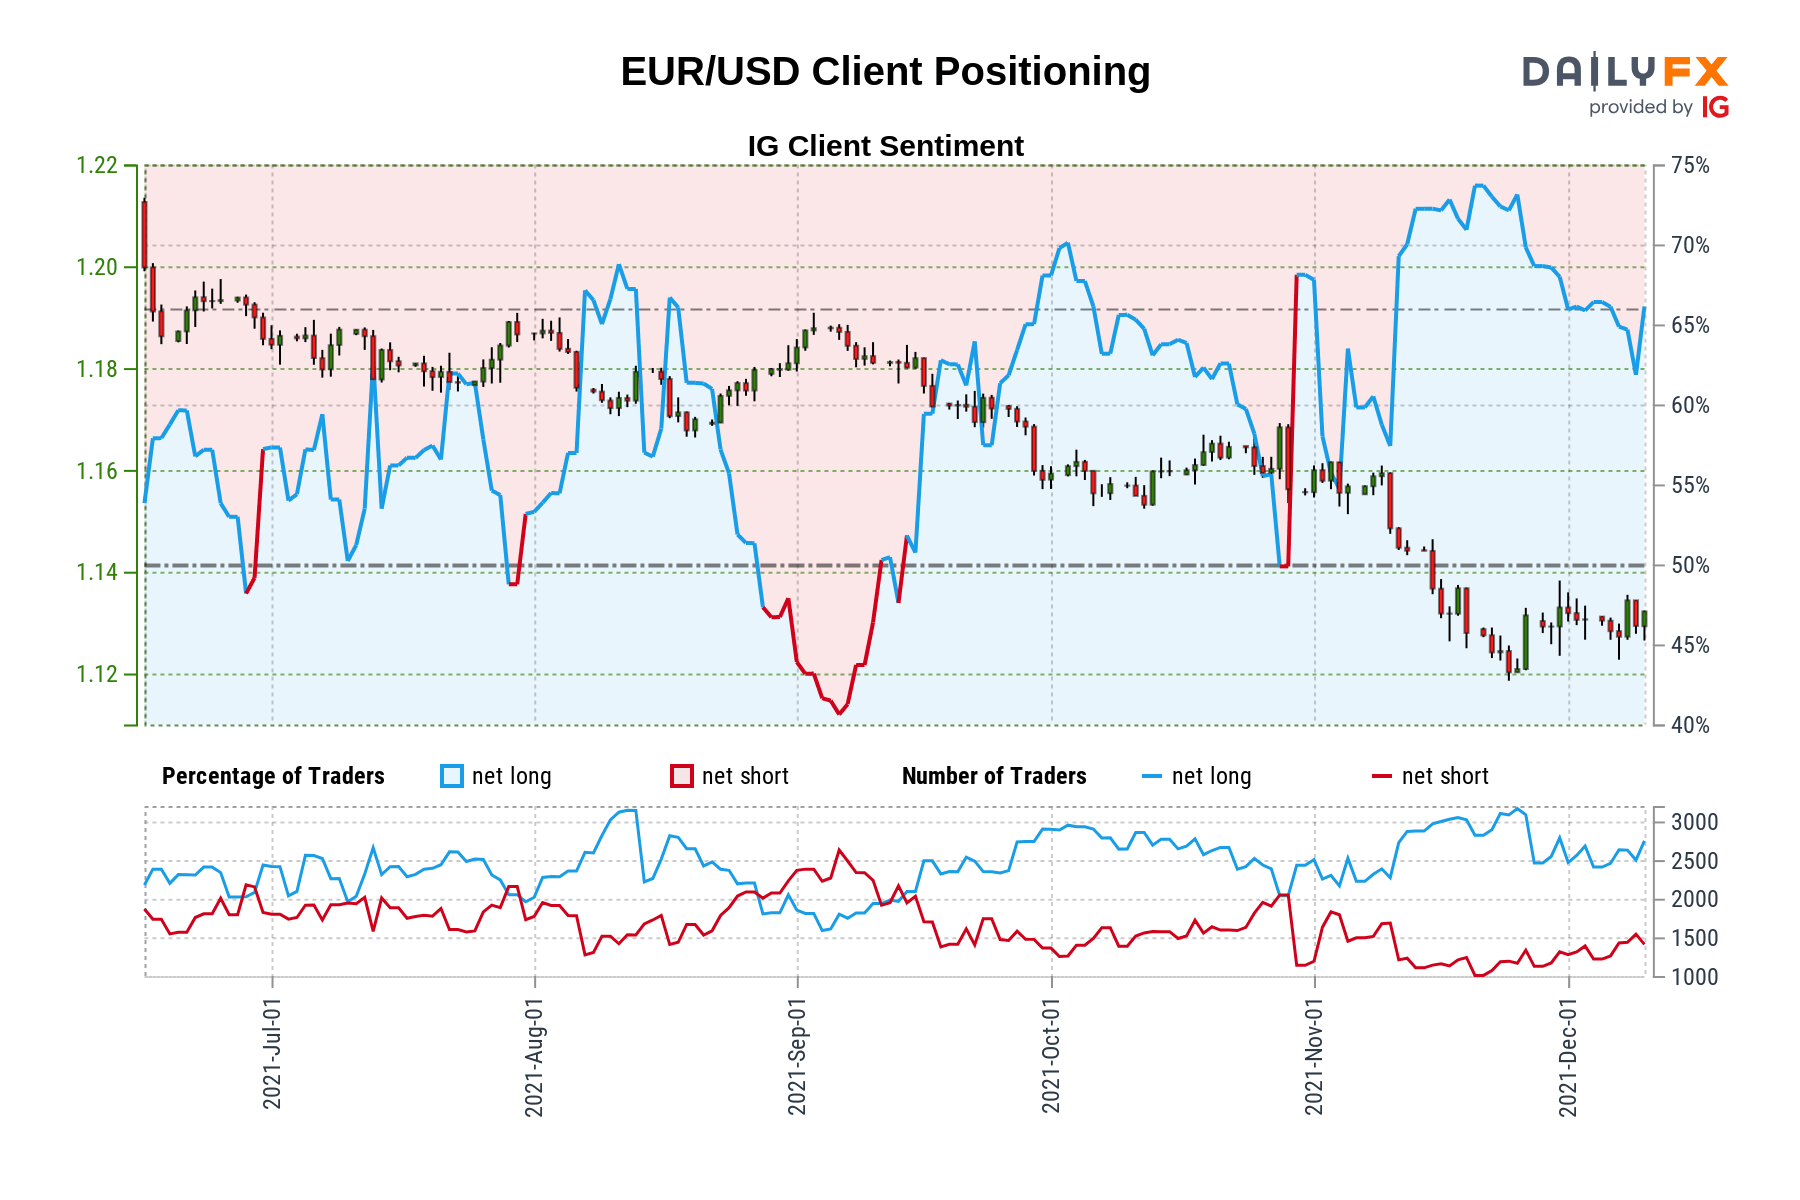 EUR/USD Client Positioning
DAILYFX
provided by IG
IG Client Sentiment
1.22
1.20
1.18
1.16
1.14
1.12
75%
70%
65%
60%
55%
50%
45%
40%
Percentage of Traders net long net short Number of Traders net long net short
3000
2500
2000
1500
1000
2021-Jul-01
2021-Aug-01
2021-Sep-01
2021-Oct-01
2021-Nov-01
2021-Dec-01